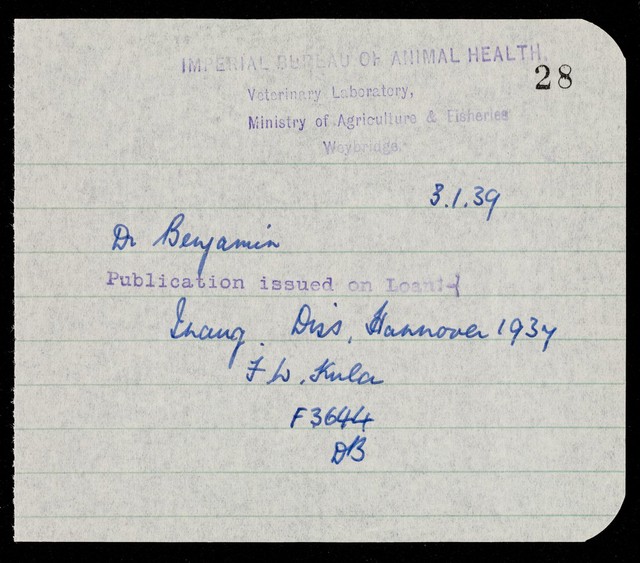 IMPERIAL BUREAU OF ANIMAL HEALTH,
28
Veterinary Laboratory,
Ministry of Agriculture & Fisheries
Weybridge.
3.1.39
Dr Benjamin
Publication issued on Loan:-
Inaug. Diss, Hannover 1937
F W. Kula
F3644
DB